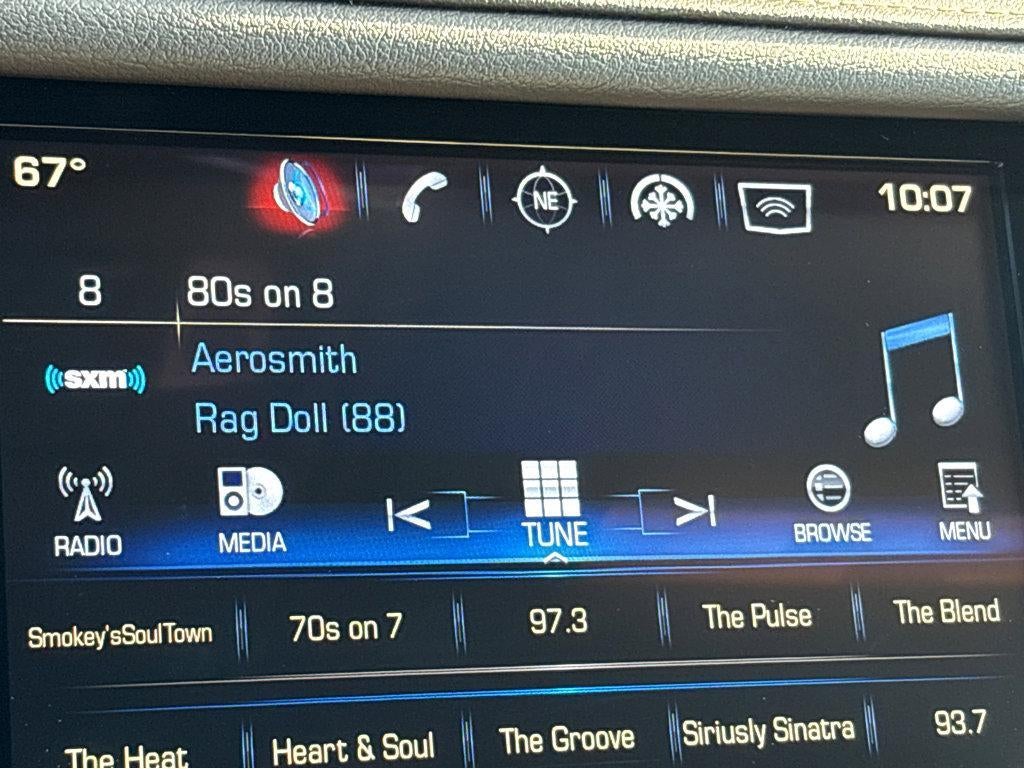 67° NE 10:07
8 80s on 8
sxm Aerosmith
Rag Doll (88)
RADIO MEDIA TUNE BROWSE MENU
Smokey'sSoulTown 70s on 7 97.3 The Pulse The Blend
The Heat Heart & Soul The Groove Siriusly Sinatra 93.7